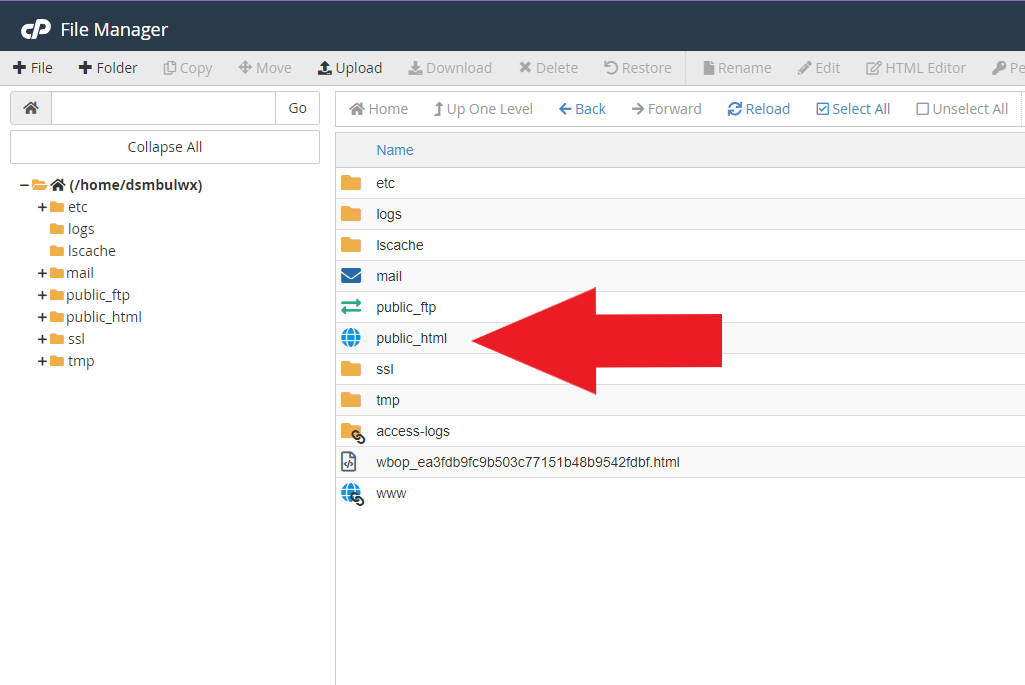 cP File Manager
File Folder Copy Move Upload Download Delete Restore Rename Edit HTML Editor Pe
Go
Home Up One Level Back Forward Reload Select All Unselect All
Collapse All
Name
(/home/dsmbulwx)
etc
logs
lscache
mail
public_ftp
public_html
ssl
tmp
etc
logs
lscache
mail
public_ftp
public_html
ssl
tmp
access-logs
wbop_ea3fdb9fc9b503c77151b48b9542fdbf.html
www